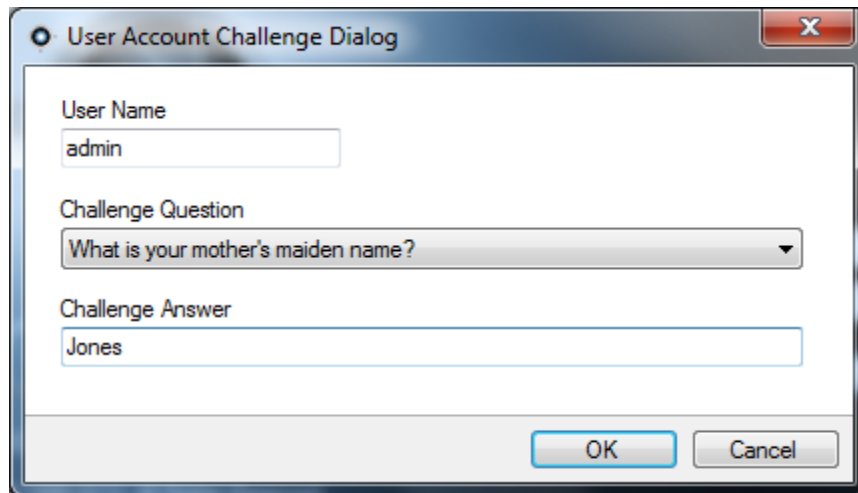 User Account Challenge Dialog
User Name
admin
Challenge Question
What is your mother's maiden name?
Challenge Answer
Jones
OK Cancel